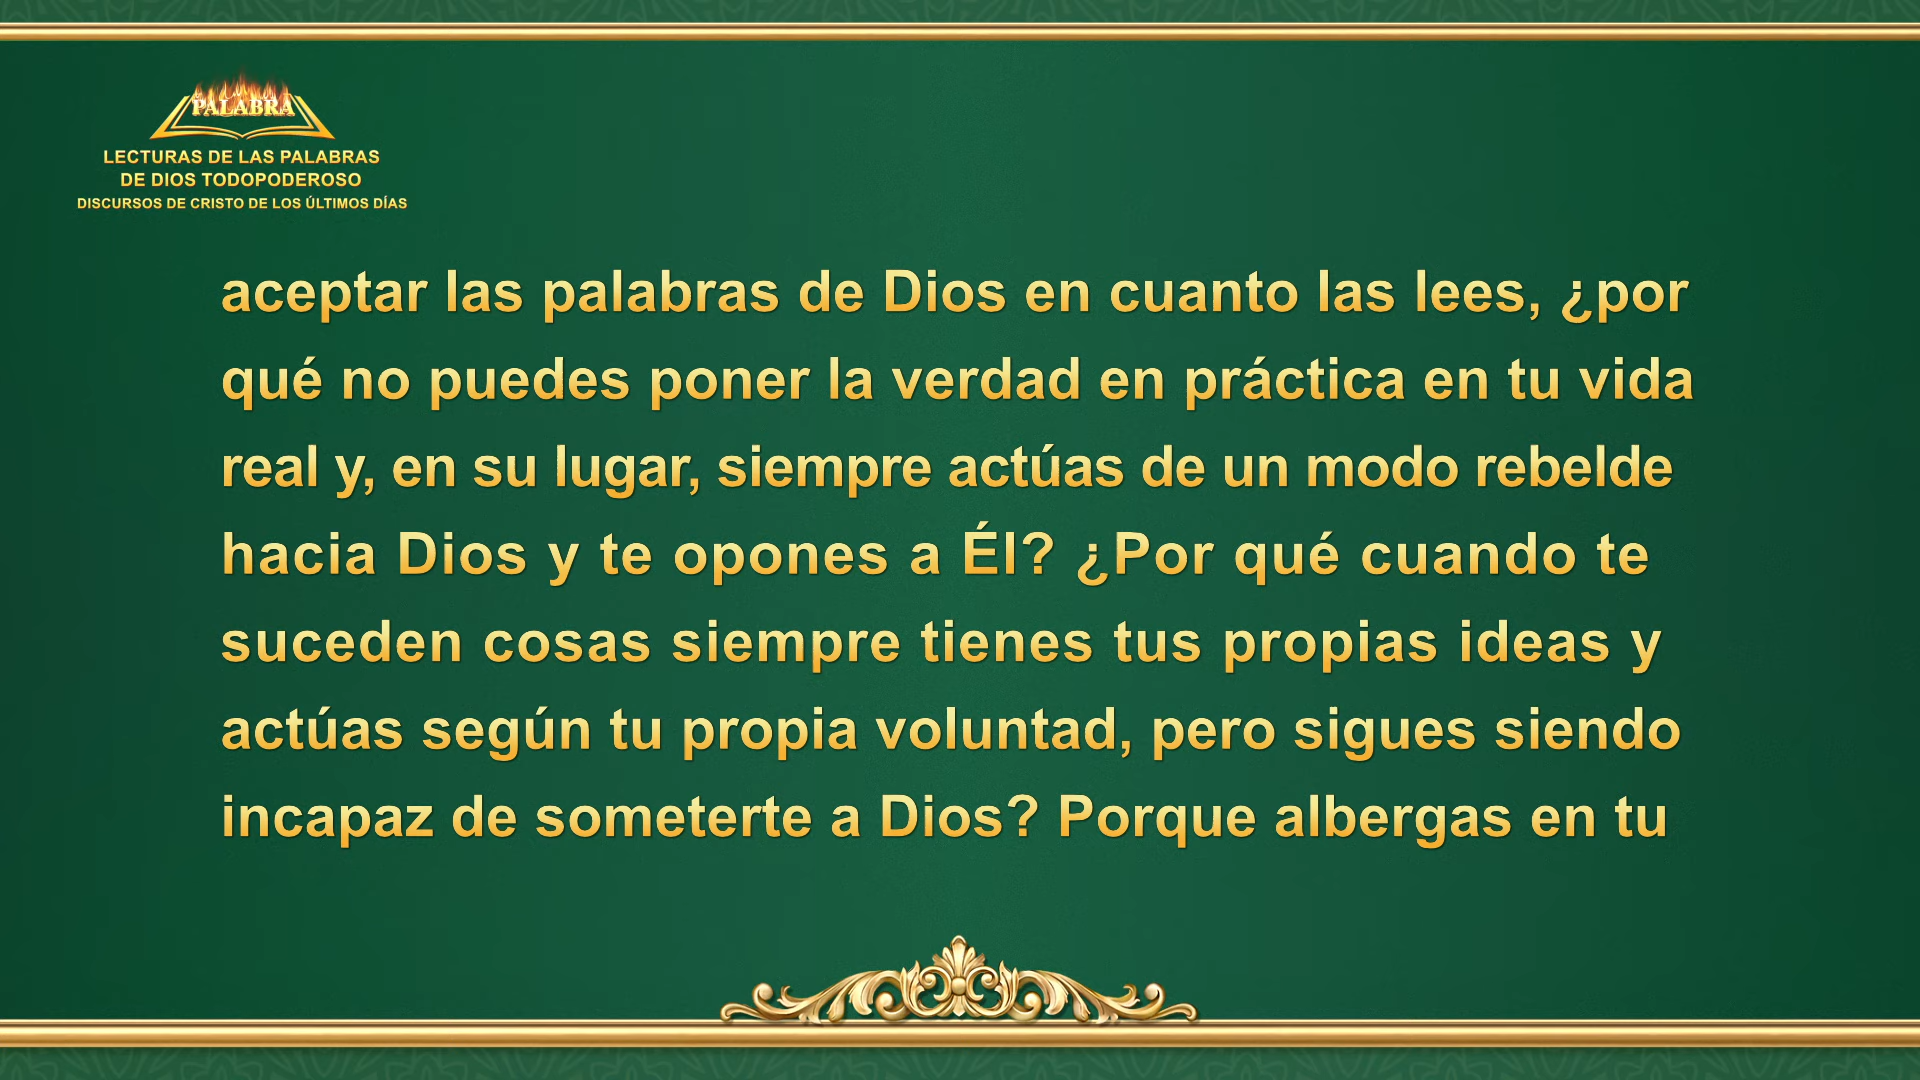 PALABRA
LECTURAS DE LAS PALABRAS
DE DIOS TODOPODEROSO
DISCURSOS DE CRISTO DE LOS ÚLTIMOS DÍAS
aceptar las palabras de Dios en cuanto las lees, ¿por
qué no puedes poner la verdad en práctica en tu vida
real y, en su lugar, siempre actúas de un modo rebelde
hacia Dios y te opones a Él? ¿Por qué cuando te
suceden cosas siempre tienes tus propias ideas y
actúas según tu propia voluntad, pero sigues siendo
incapaz de someterte a Dios? Porque albergas en tu